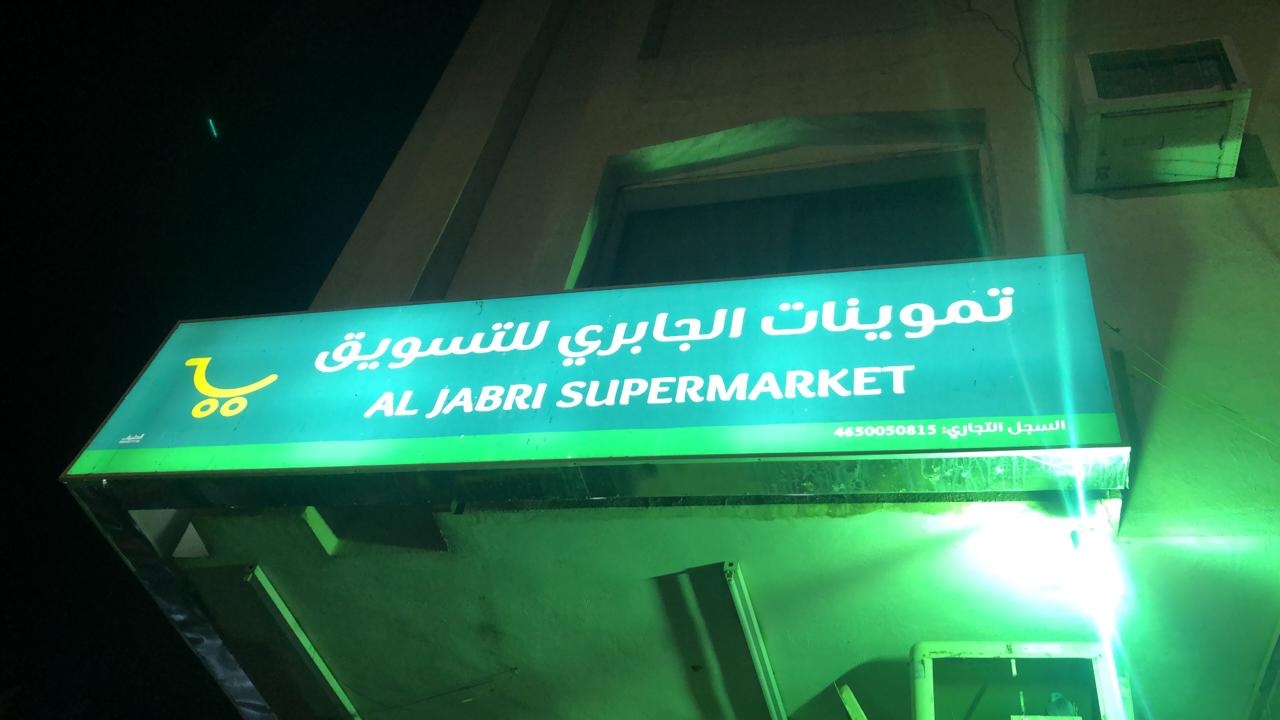 تموينات الجابري للتسويق
AL JABRI SUPERMARKET
السجل التجاري: 4650050815